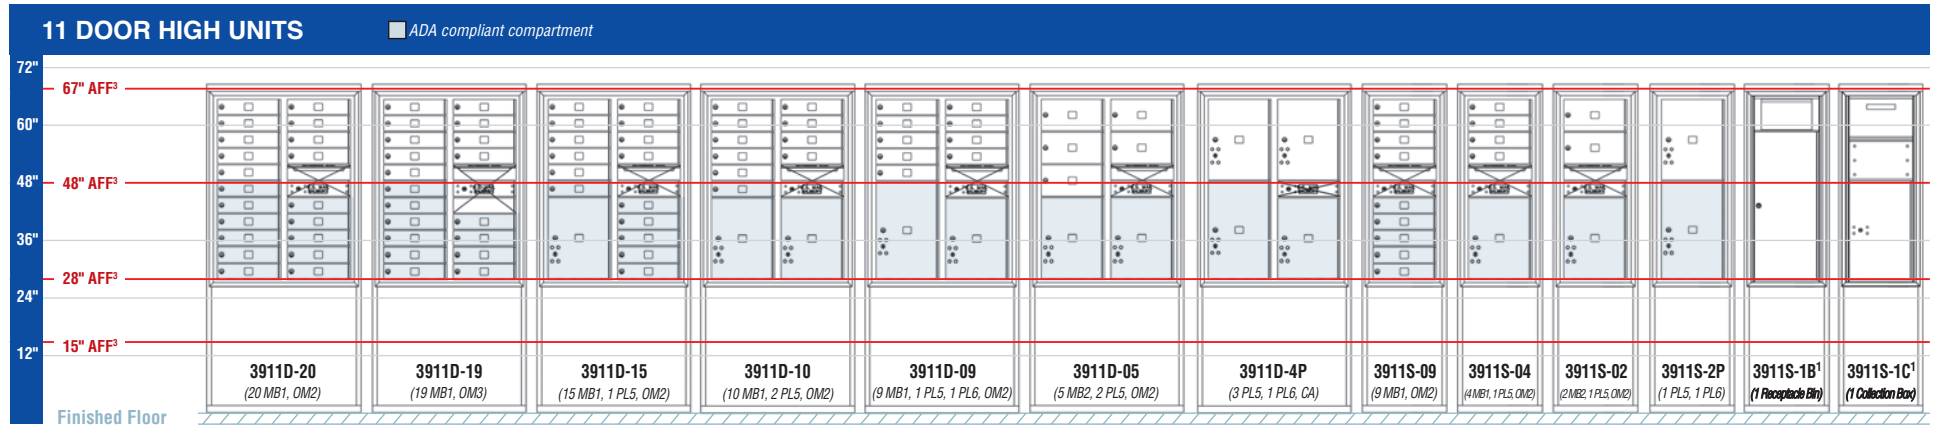 11 DOOR HIGH UNITS
ADA compliant compartment
72"
67" AFF³
60"
48"
48" AFF³
36"
28" AFF³
24"
15" AFF³
12"
3911D-20
(20 MB1, OM2)
3911D-19
(19 MB1, OM3)
3911D-15
(15 MB1, 1 PL5, OM2)
3911D-10
(10 MB1, 2 PL5, OM2)
3911D-09
(9 MB1, 1 PL5, 1 PL6, OM2)
3911D-05
(5 MB2, 2 PL5, OM2)
3911D-4P
(3 PL5, 1 PL6, CA)
3911S-09
(9 MB1, OM2)
3911S-04
(4 MB1, 1 PL5, OM2)
3911S-02
(2 MB2, 1 PL5, OM2)
3911S-2P
(1 PL5, 1 PL6)
3911S-1B¹
(1 Receptacle Bin)
3911S-1C¹
(1 Collection Box)
Finished Floor